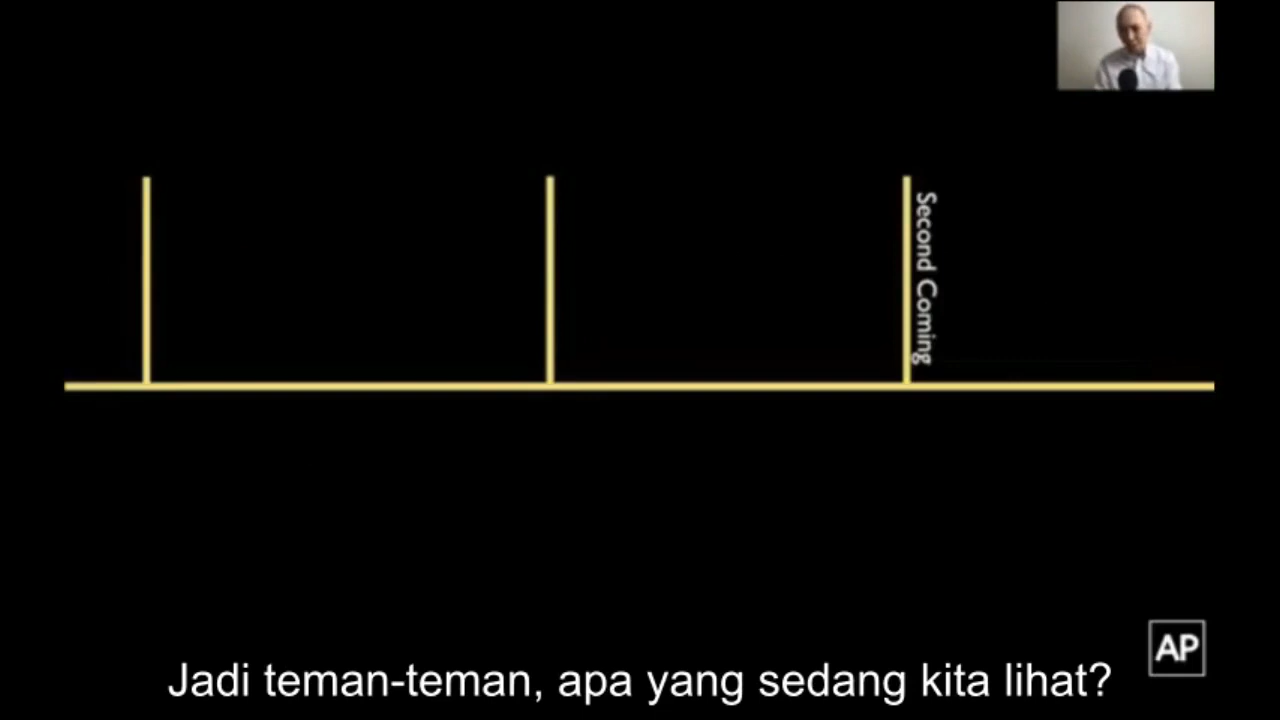 Second Coming
AP
Jadi teman-teman, apa yang sedang kita lihat?